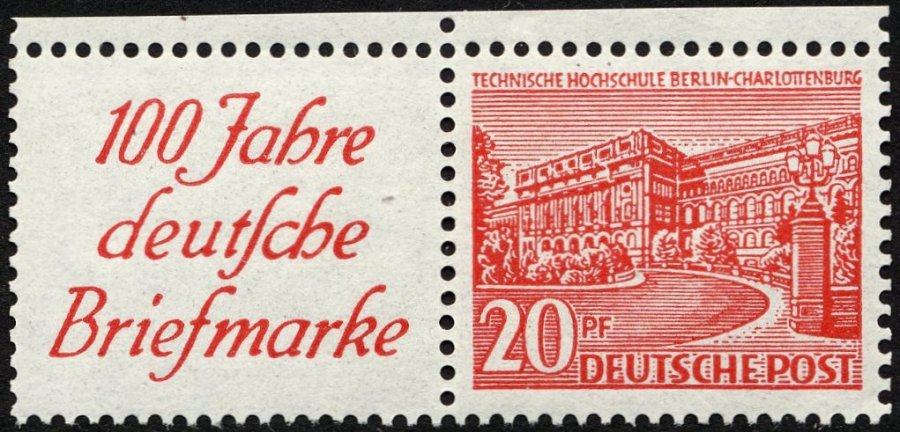 100 Jahre
deutſche
Briefmarke
TECHNISCHE HOCHSCHULE BERLIN-CHARLOTTENBURG
20 PF
DEUTSCHE POST